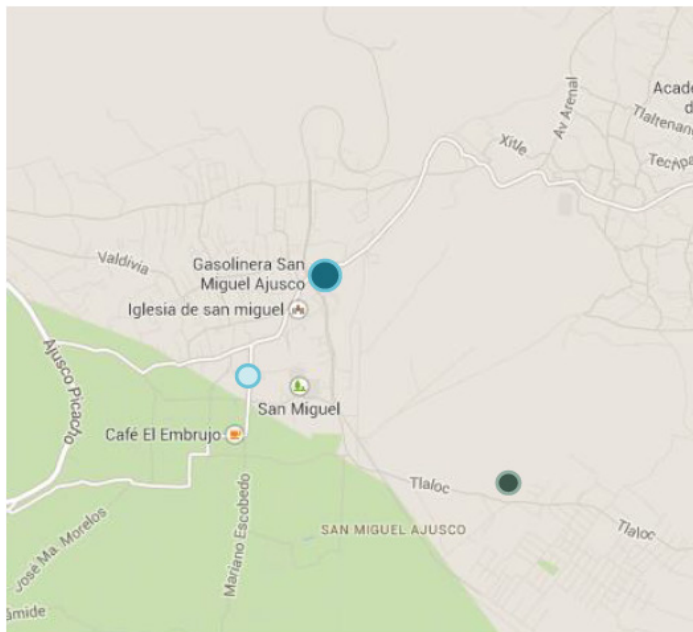 Acade
d
Tlaltenan
Techpa
Av Arenal
Xitle
Valdivia
Gasolinera San
Miguel Ajusco
Iglesia de san miguel
Ajusco Picacho
San Miguel
Café El Embrujo
Tlaloc
Tlaloc
SAN MIGUEL AJUSCO
Mariano Escobedo
José Ma. Morelos
ámide